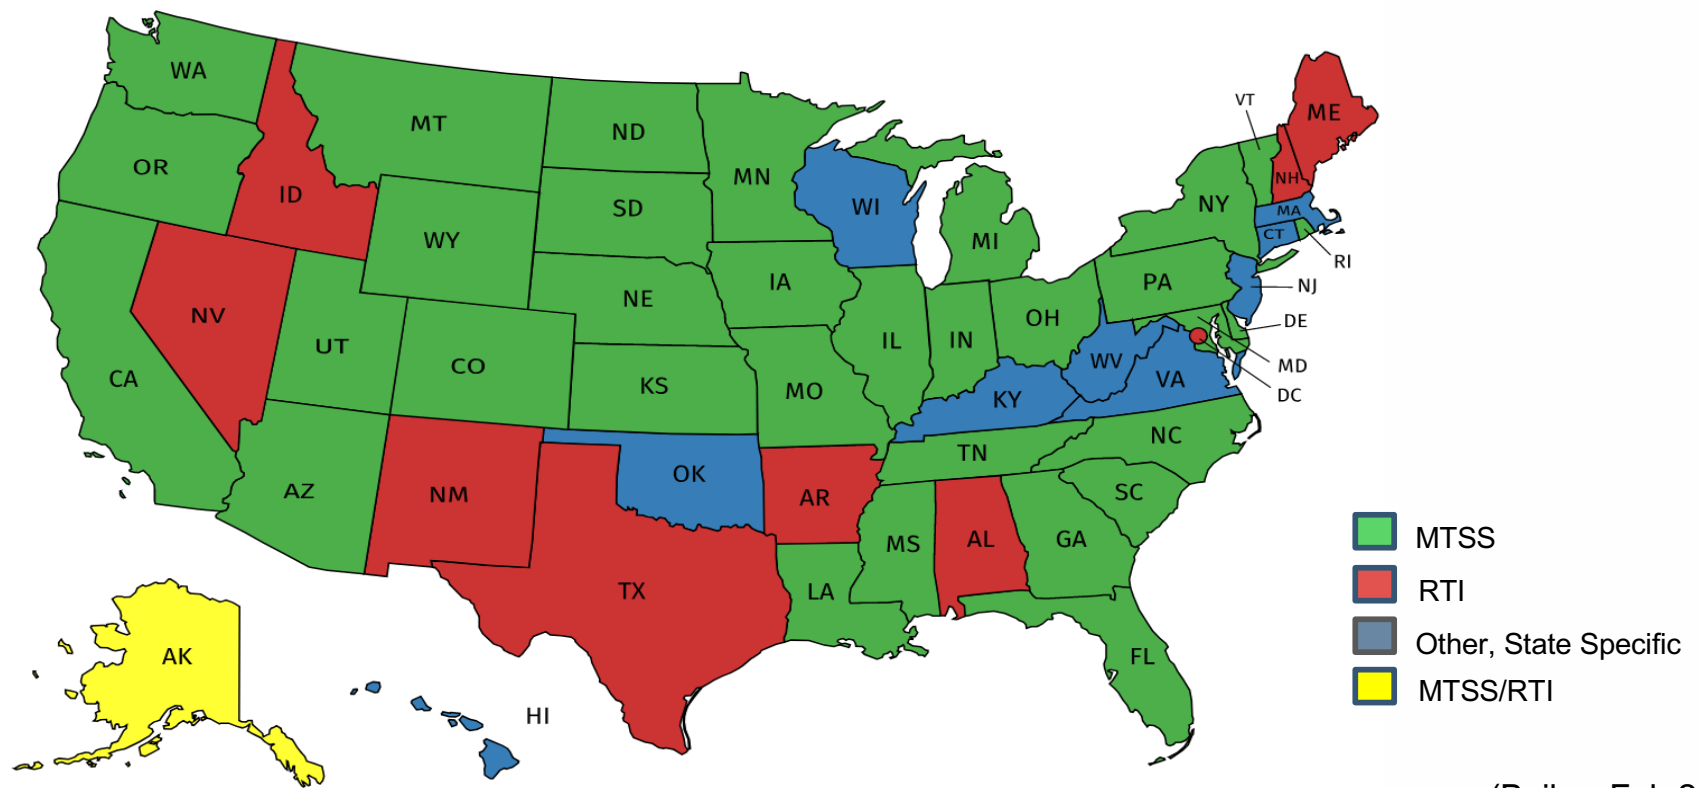 WA
MT
ND
MN
VT
ME
OR
ID
SD
WI
NY
NH
MA
CT
RI
WY
MI
NV
NE
IA
PA
NJ
UT
CO
IL
IN
OH
DE
CA
KS
MO
WV
VA
MD
DC
KY
TN
NC
AZ
NM
OK
AR
SC
MS
AL
GA
TX
LA
AK
FL
HI
MTSS
RTI
Other, State Specific
MTSS/RTI